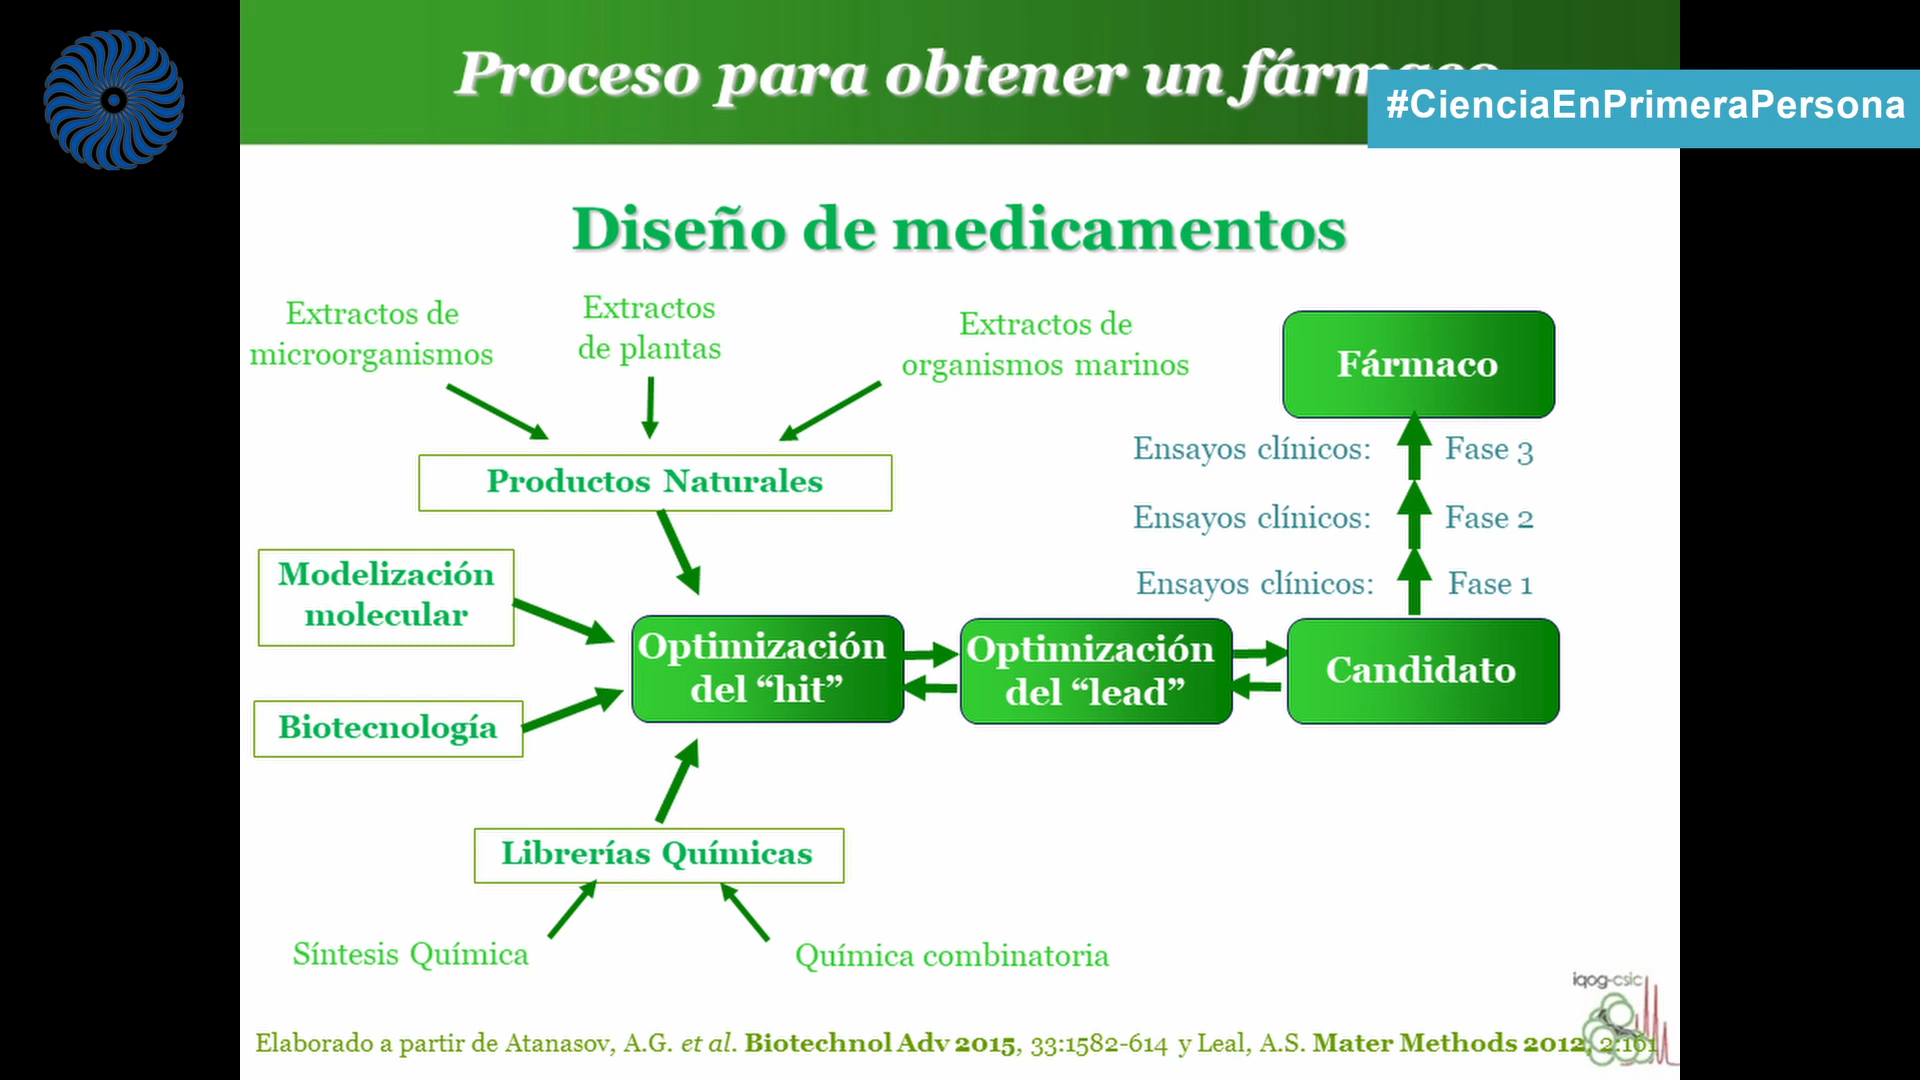 Proceso para obtener un fármaco
#CienciaEnPrimeraPersona
Diseño de medicamentos
Extractos de
microorganismos
Extractos
de plantas
Extractos de
organismos marinos
Fármaco
Productos Naturales
Ensayos clínicos: Fase 3
Ensayos clínicos: Fase 2
Ensayos clínicos: Fase 1
Modelización
molecular
Optimización
del “hit”
Optimización
del “lead”
Candidato
Biotecnología
Librerías Químicas
Síntesis Química
Química combinatoria
iqog-csic
Elaborado a partir de Atanasov, A.G. et al. Biotechnol Adv 2015, 33:1582-614 y Leal, A.S. Mater Methods 2012, 2:161